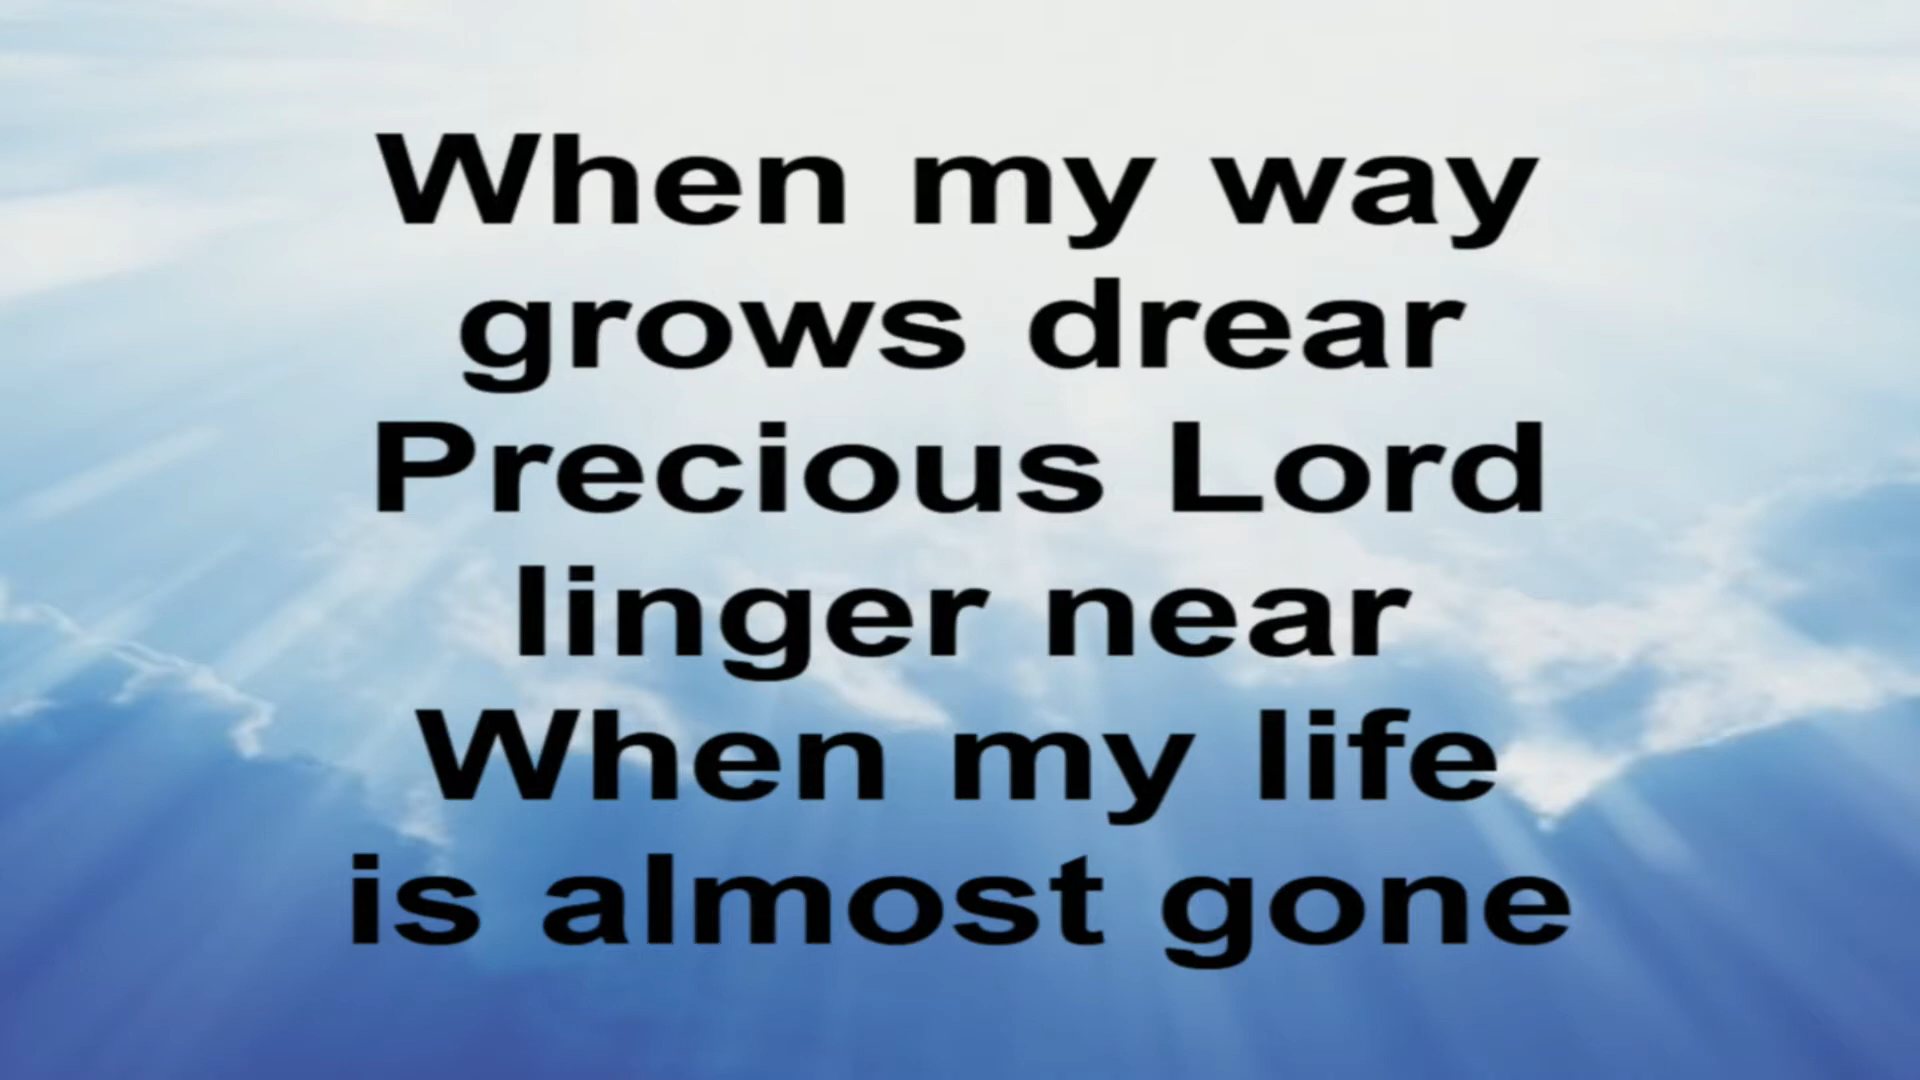 When my way
grows drear
Precious Lord
linger near
When my life
is almost gone